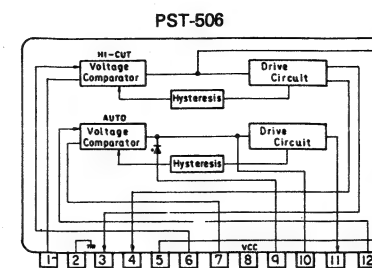 PST-506
HI-CUT
Voltage Comparator
Drive Circuit
Hysteresis
AUTO
Voltage Comparator
Drive Circuit
Hysteresis
VCC
1 2 3 4 5 6 7 8 9 10 11 12